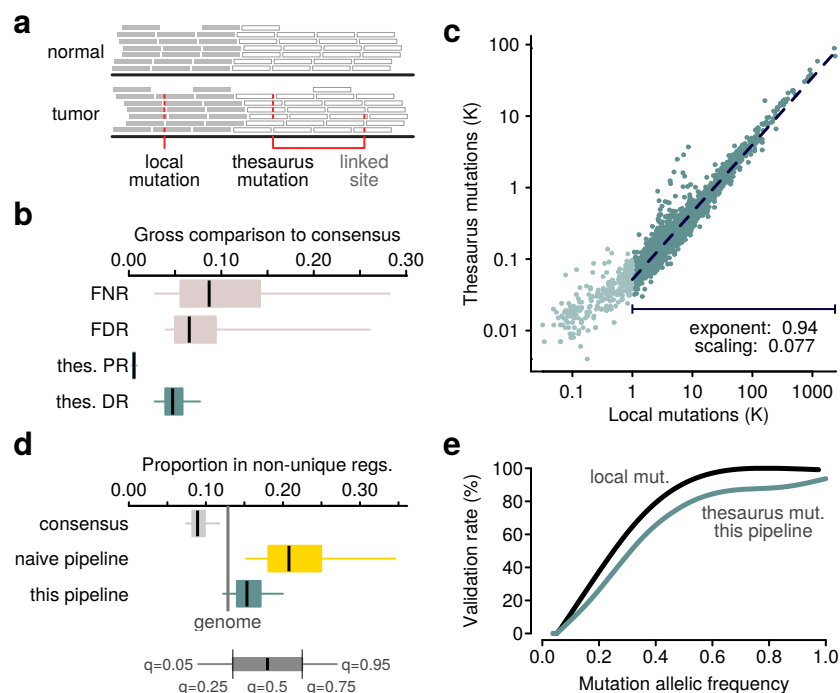 a
normal
tumor
local
mutation
thesaurus
mutation
linked
site
b
Gross comparison to consensus
0.00 0.10 0.20 0.30
FNR
FDR
thes. PR
thes. DR
c
Thesaurus mutations (K)
100
10
1
0.1
0.01
exponent: 0.94
scaling: 0.077
0.1 1 10 100 1000
Local mutations (K)
d
Proportion in non-unique regs.
0.00 0.10 0.20 0.30
consensus
naive pipeline
this pipeline
genome
q=0.05 q=0.95
q=0.25 q=0.5 q=0.75
e
Validation rate (%)
100
80
60
40
20
0
local mut.
thesaurus mut.
this pipeline
0.0 0.2 0.4 0.6 0.8 1.0
Mutation allelic frequency